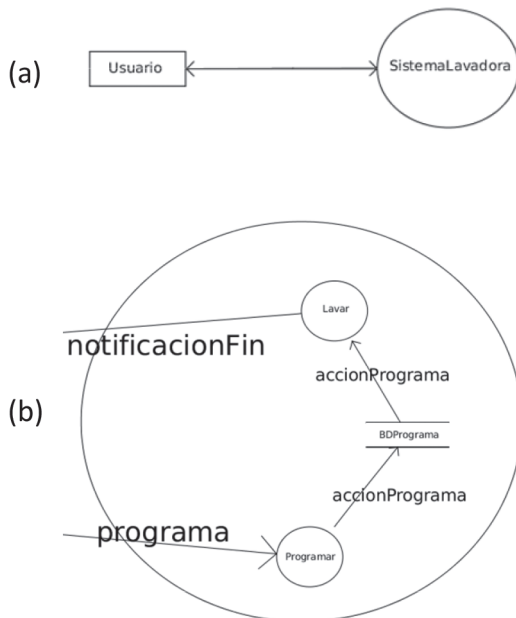 (a)
Usuario
SistemaLavadora
Lavar
notificacionFin
accionPrograma
(b)
BDPrograma
accionPrograma
programa
Programar